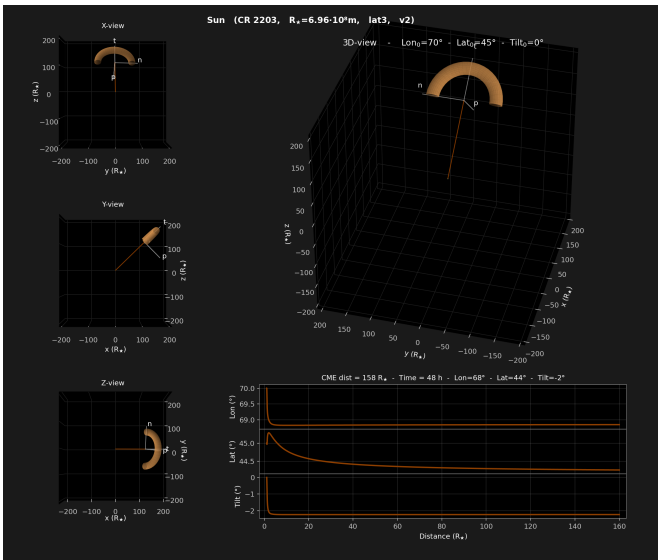 Sun (CR 2203, R⋆=6.96·10⁸m, lat3, v2)
X-view
t
n
p
200
100
0
−100
−200
z (R⋆)
−200 −100 0 100 200
y (R⋆)
3D-view - Lon₀=70° - Lat₀=45° - Tilt₀=0°
t
n
p
200
150
100
50
0
−50
−100
−150
−200
z (R⋆)
200 150 100 50 0 −50 −100 −150 −200
y (R⋆)
200
150
100
50
0
−50
−100
−150
−200
x (R⋆)
Y-view
t
p
200
100
0
−100
−200
z (R⋆)
−200 −100 0 100 200
x (R⋆)
Z-view
n
p
200
100
0
−100
−200
y (R⋆)
−200 −100 0 100 200
x (R⋆)
CME dist = 158 R⋆ - Time = 48 h - Lon=68° - Lat=44° - Tilt=-2°
70.0
69.5
69.0
Lon (°)
45.0
44.5
Lat (°)
0
−1
−2
Tilt (°)
0 20 40 60 80 100 120 140 160
Distance (R⋆)